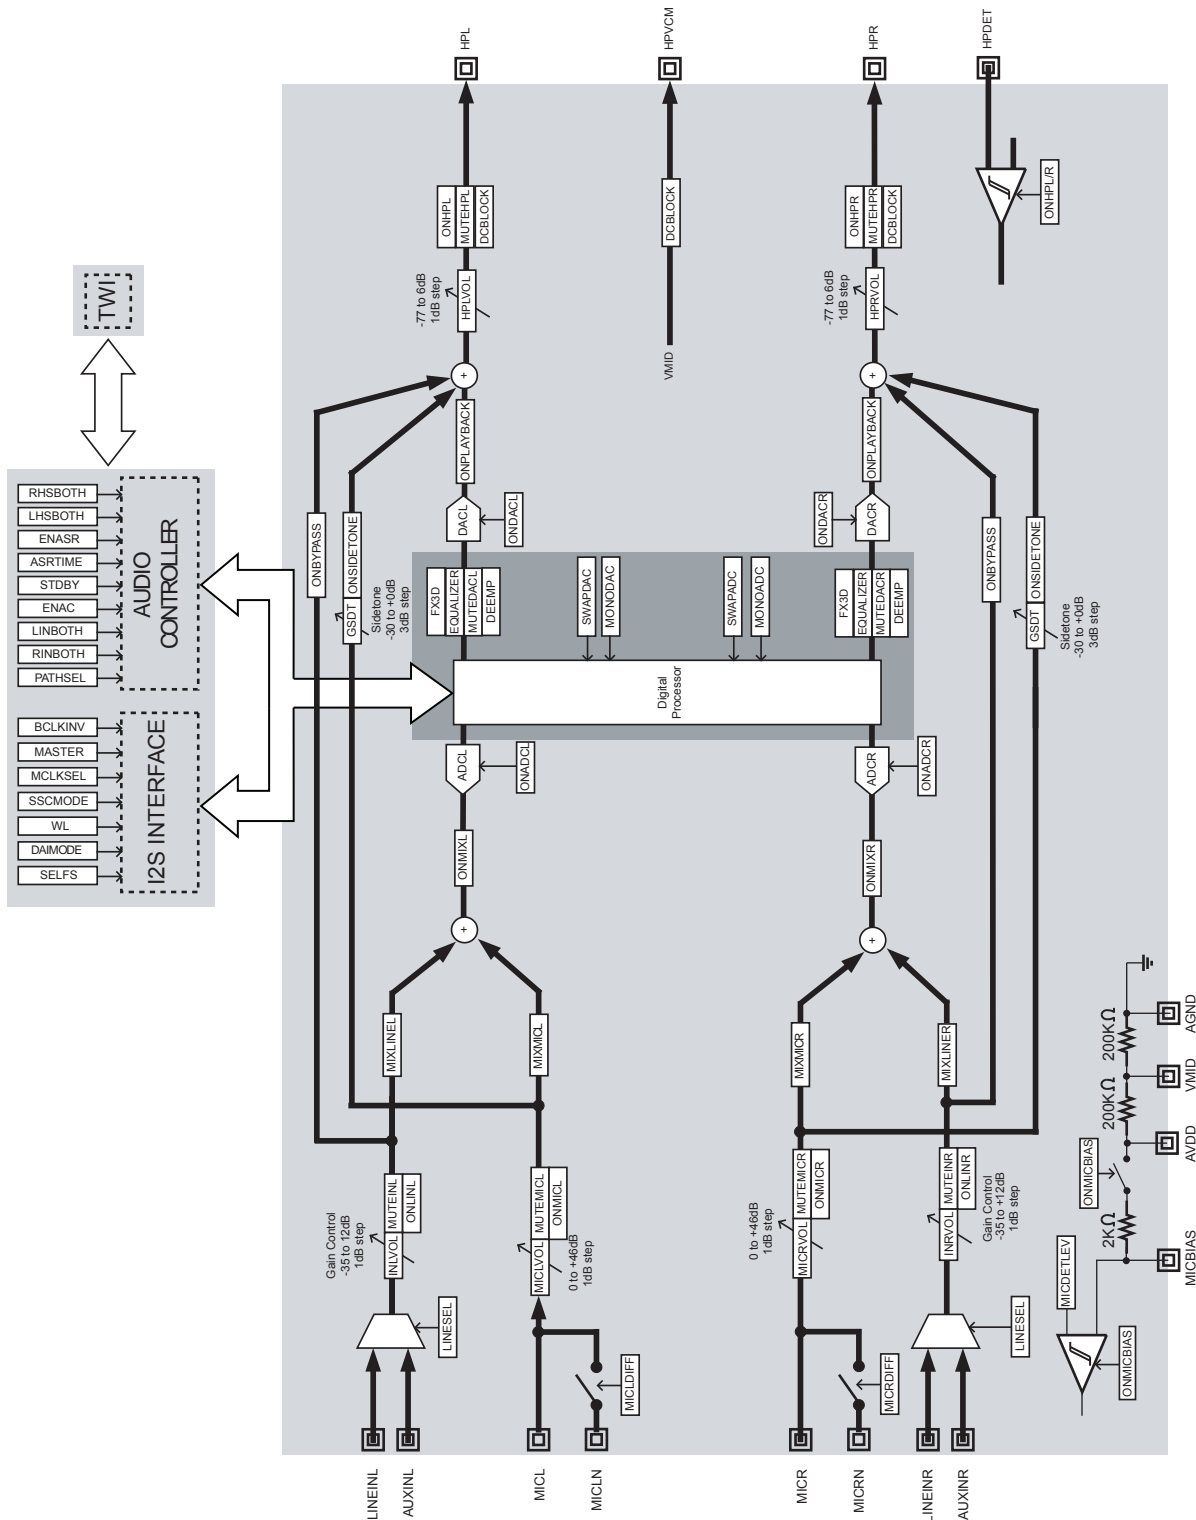 HPL
HPVCM
HPR
HPDET
ONHPL
MUTEHPL
DCBLOCK
DCBLOCK
ONHPR
MUTEHPR
DCBLOCK
ONHPL/R
TWI
-77 to 6dB
1dB step
HPLVOL
-77 to 6dB
1dB step
HPRVOL
VMID
+
+
ONPLAYBACK
ONPLAYBACK
RHSBOTH
LHSBOTH
ENASR
ASRTIME
STDBY
ENAC
LINBOTH
RINBOTH
PATHSEL
AUDIO
CONTROLLER
BCLKINV
MASTER
MCLKSEL
SSCMODE
WL
DAIMODE
SELFS
I2S INTERFACE
ONBYPASS
ONSIDETONE
GSDT
Sidetone
-30 to +0dB
3dB step
DACL
ONDACL
ONDACR
DACR
ONBYPASS
ONSIDETONE
GSDT
Sidetone
-30 to +0dB
3dB step
FX3D
EQUALIZER
MUTEDACL
DEEMP
SWAPDAC
MONODAC
SWAPADC
MONOADC
FX3D
EQUALIZER
MUTEDACR
DEEMP
Digital
Processor
ADCL
ONADCL
ADCR
ONADCR
ONMIXL
ONMIXR
+
+
MIXLINEL
MIXMICL
MIXMICR
MIXLINER
Gain Control
-35 to 12dB
1dB step
INLVOL
MUTEINL
ONLINL
MICLVOL
MUTEMICL
ONMICL
0 to +46dB
1dB step
0 to +46dB
1dB step
MICRVOL
MUTEMICR
ONMICR
INRVOL
MUTEINR
ONLINR
Gain Control
-35 to +12dB
1dB step
LINESEL
MICLDIFF
MICRDIFF
LINESEL
200KΩ
200KΩ
2KΩ
ONMICBIAS
MICDETLEV
ONMICBIAS
AGND
VMID
AVDD
MICBIAS
LINEINL
AUXINL
MICL
MICLN
MICR
MICRN
LINEINR
AUXINR